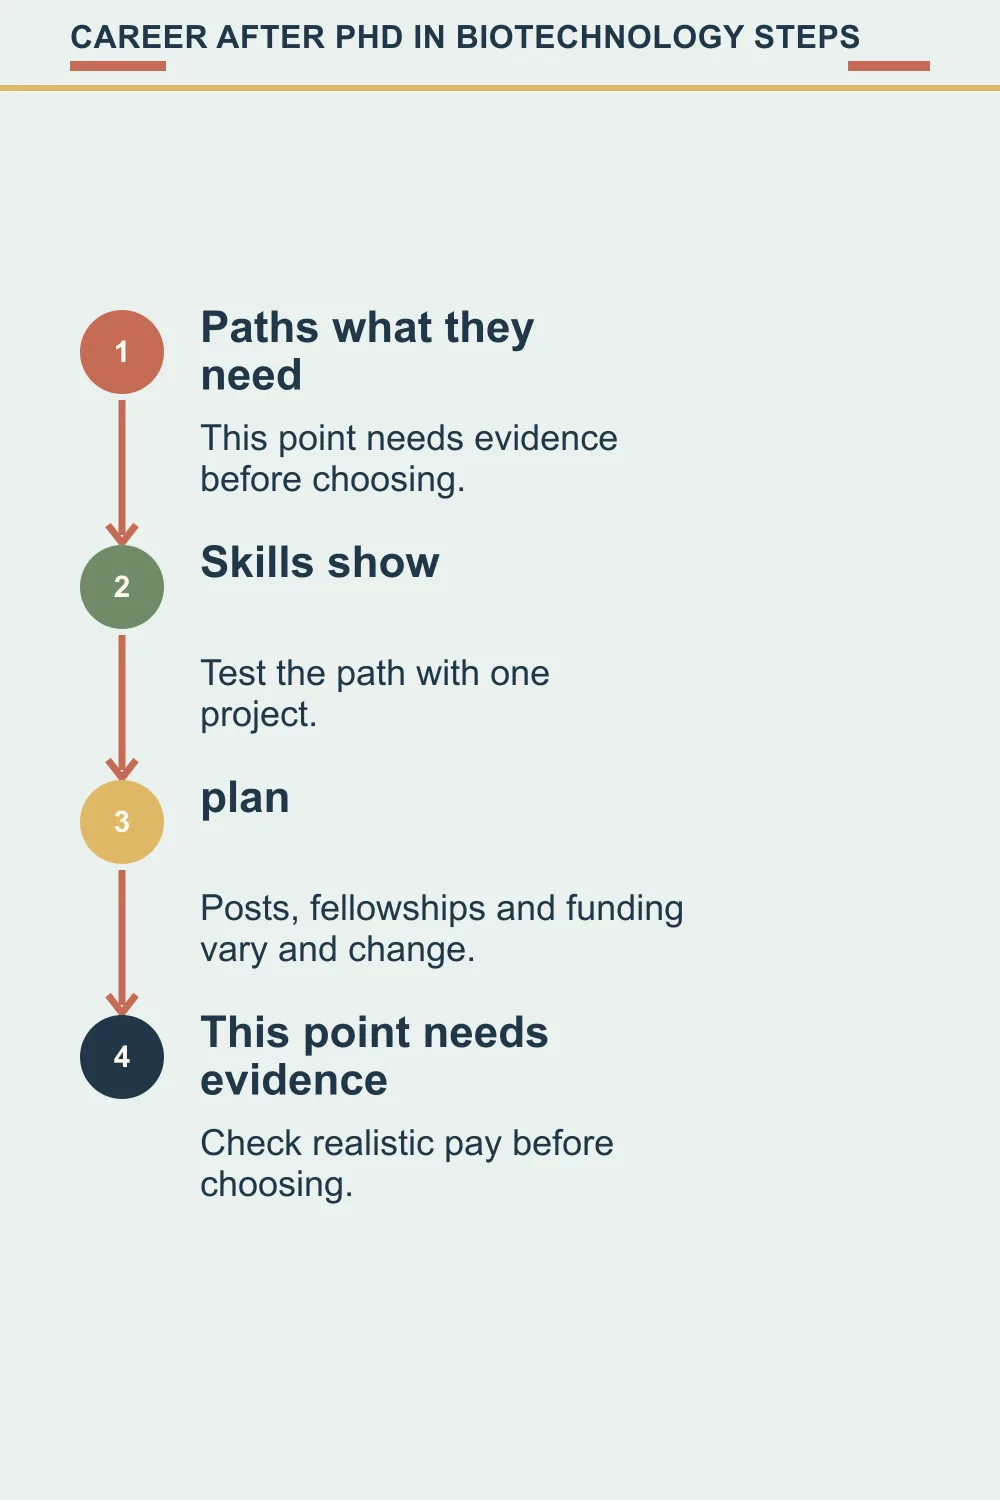 CAREER AFTER PHD IN BIOTECHNOLOGY STEPS
1
Paths what they
need
This point needs evidence
before choosing.
2
Skills show
Test the path with one
project.
3
plan
Posts, fellowships and funding
vary and change.
4
This point needs
evidence
Check realistic pay before
choosing.